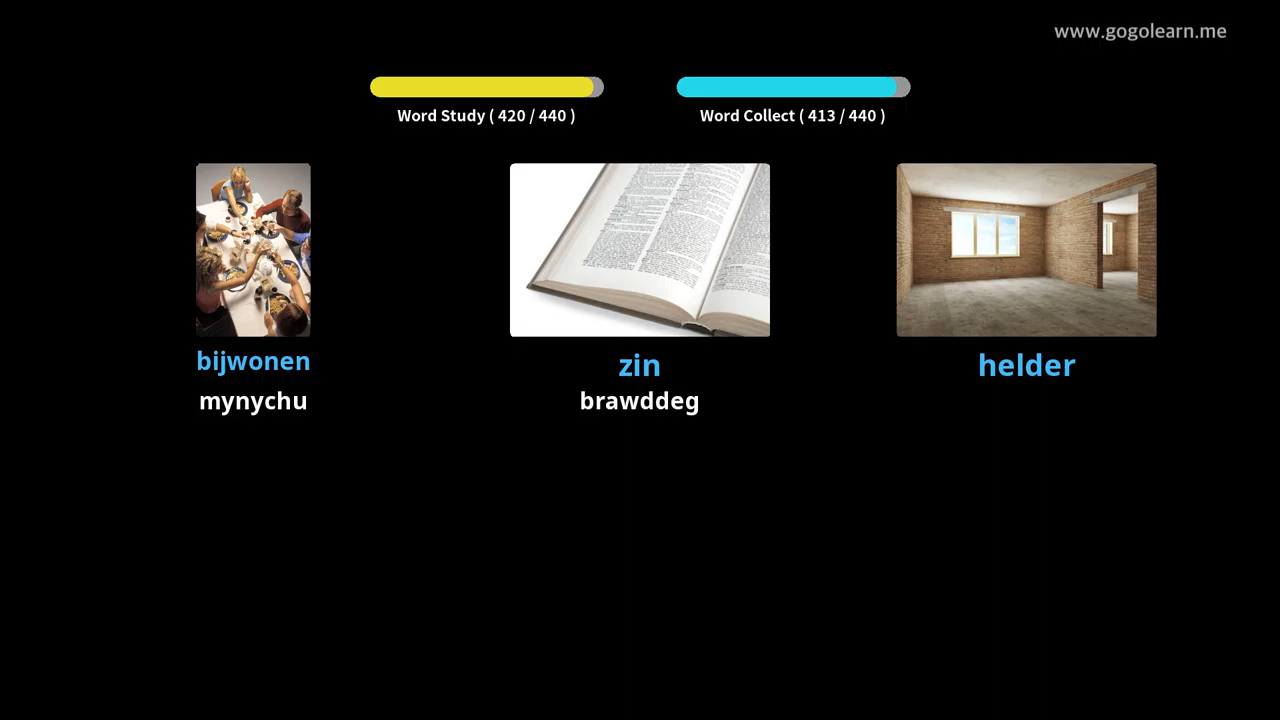 www.gogolearn.me
Word Study ( 420 / 440 )
Word Collect ( 413 / 440 )
bijwonen
mynychu
zin
brawddeg
helder